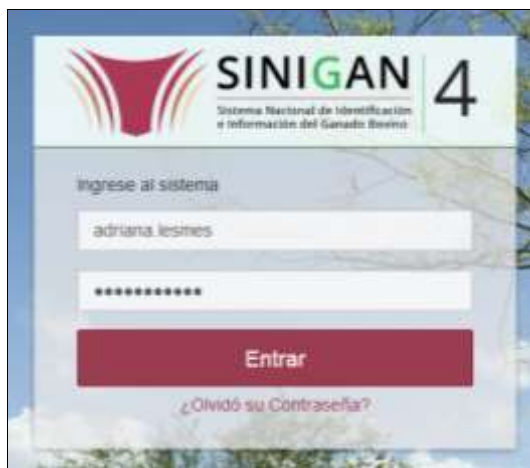 SINIGAN 4
Sistema Nacional de Identificación
e Información del Ganado Bovino
Ingrese al sistema
adriana.lesmes
•••••••••••
Entrar
¿Olvidó su Contraseña?